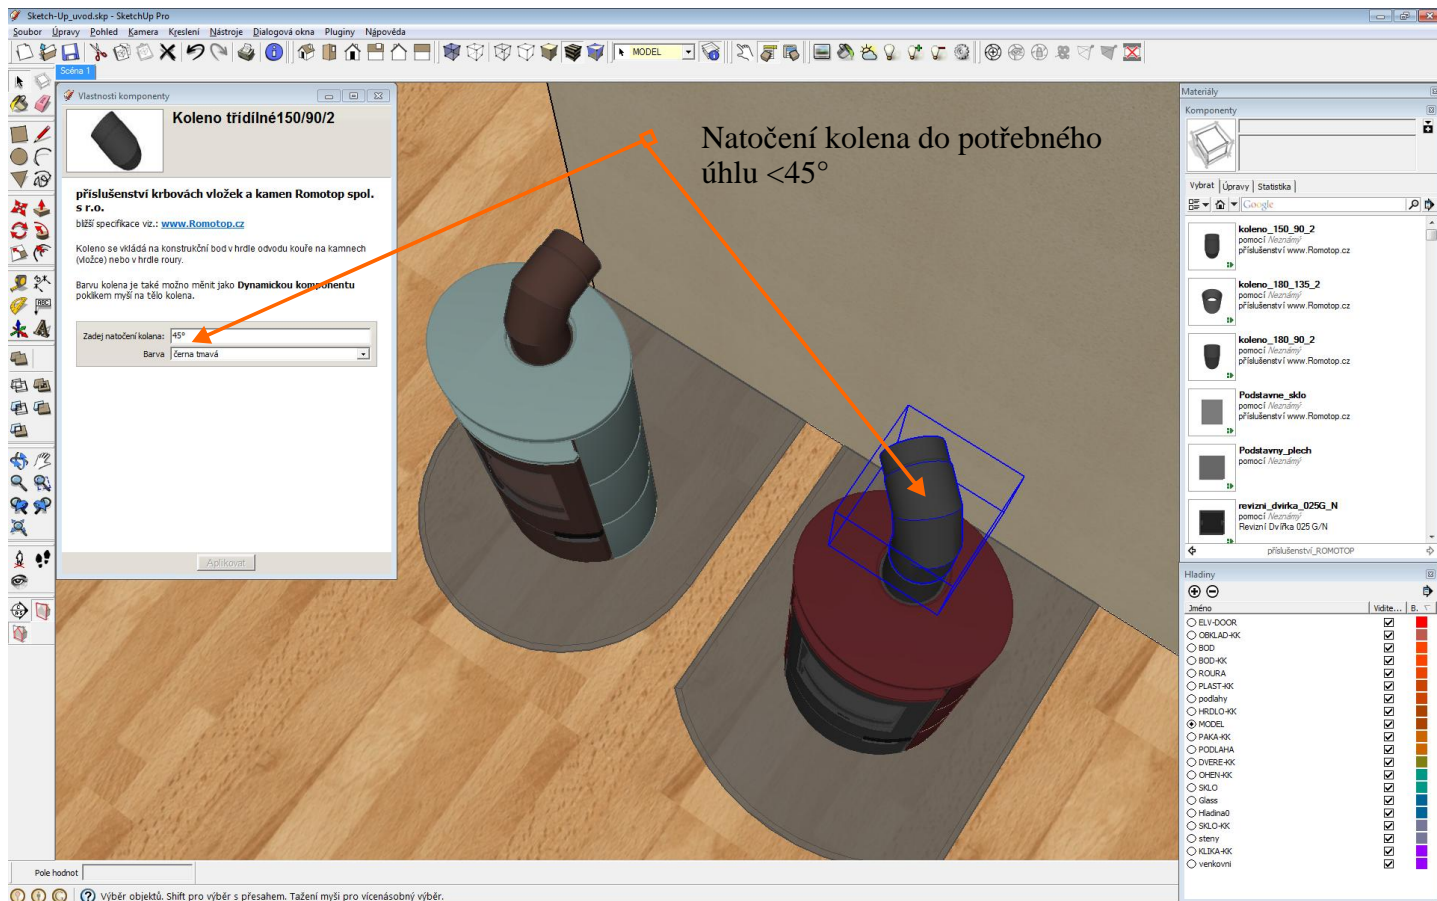 Sketch-Up_uvod.skp - SketchUp Pro
Soubor Úpravy Pohled Kamera Kreslení Nástroje Dialogová okna Pluginy Nápověda
MODEL
Scéna 1
Vlastnosti komponenty
Koleno třídílné150/90/2
příslušenství krbovách vložek a kamen Romotop spol.
s r.o.
bližší specifikace viz.: www.Romotop.cz
Koleno se vkládá na konstrukční bod v hrdle odvodu kouře na kamnech
(vložce) nebo v hrdle roury.
Barvu kolena je také možno měnit jako Dynamickou komponentu
poklikem myší na tělo kolena.
Zadej natočení kolana: 45°
Barva černa tmavá
Aplikovat
Natočení kolena do potřebného
úhlu <45°
Materiály
Komponenty
Vybrat Úpravy Statistika
Google
koleno_150_90_2
pomocí Neznámý
příslušenství www.Romotop.cz
koleno_180_135_2
pomocí Neznámý
příslušenství www.Romotop.cz
koleno_180_90_2
pomocí Neznámý
příslušenství www.Romotop.cz
Podstavne_sklo
pomocí Neznámý
příslušenství www.Romotop.cz
Podstavny_plech
pomocí Neznámý
revizni_dvirka_025G_N
pomocí Neznámý
Revizní Dvířka 025 G/N
příslušenství_ROMOTOP
Hladiny
Jméno Vidite... B.
ELV-DOOR
OBKLAD-KK
BOD
BOD-KK
ROURA
PLAST-KK
podlahy
HRDLO-KK
MODEL
PAKA-KK
PODLAHA
DVERE-KK
OHEN-KK
SKLO
Glass
Hladina0
SKLO-KK
steny
KLIKA-KK
venkovni
Pole hodnot
Výběr objektů. Shift pro výběr s přesahem. Tažení myši pro vícenásobný výběr.